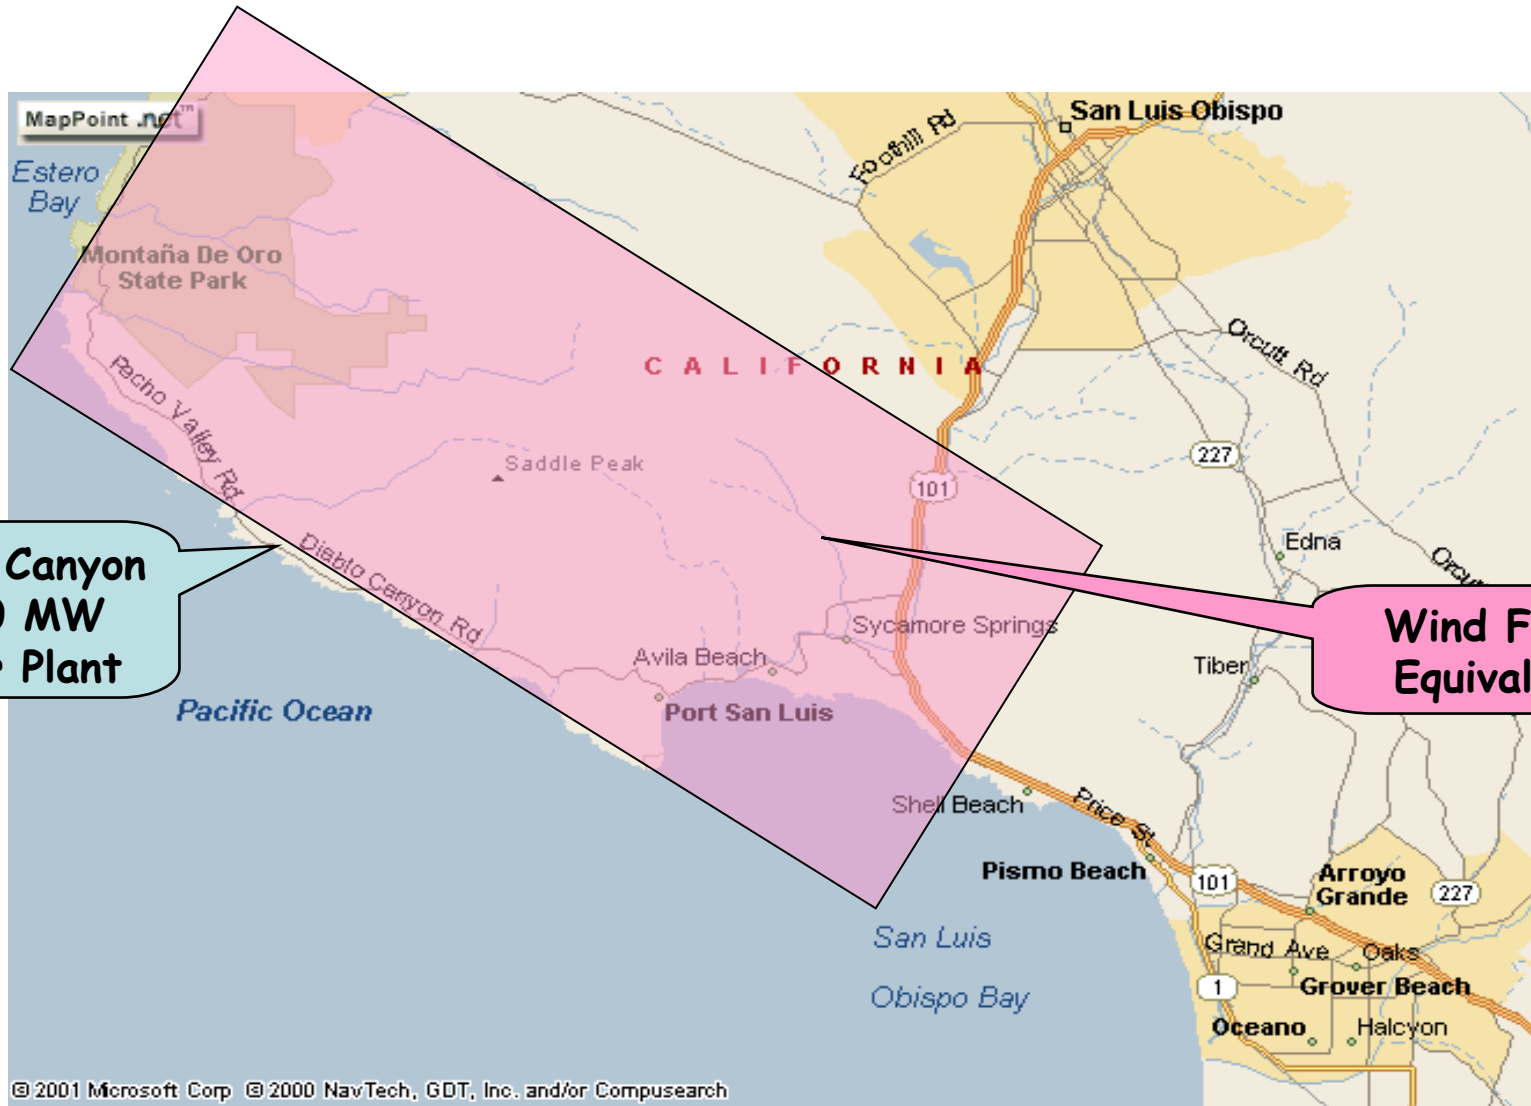 MapPoint .net™
San Luis Obispo
Foothill Rd
Estero
Bay
Montaña De Oro
State Park
CALIFORNIA
Orcutt Rd
Pecho Valley Rd
Saddle Peak
227
101
Canyon
MW
Plant
Diablo Canyon Rd
Edna
Wind
Sycamore Springs
Avila Beach
Tiber
Pacific Ocean
Port San Luis
Shell Beach
Price St
Pismo Beach
101
Arroyo
Grande
227
San Luis
Obispo Bay
Grand Ave
Oaks
1
Grover Beach
Oceano
Halcyon
© 2001 Microsoft Corp © 2000 NavTech, GDT, Inc. and/or Compusearch